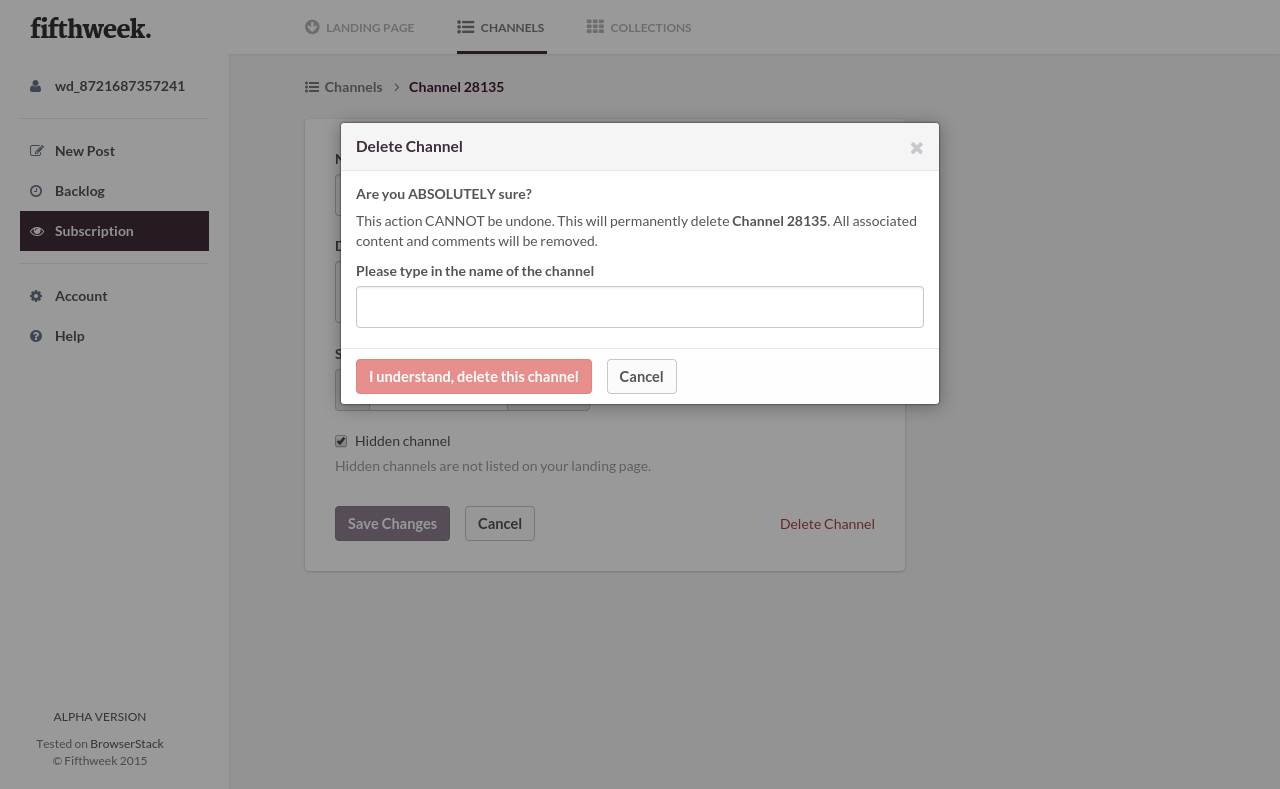 fifthweek.
LANDING PAGE
CHANNELS
COLLECTIONS
wd_8721687357241
New Post
Backlog
Subscription
Account
Help
Channels
Channel 28135
Delete Channel
Are you ABSOLUTELY sure?
This action CANNOT be undone. This will permanently delete Channel 28135. All associated
content and comments will be removed.
Please type in the name of the channel
I understand, delete this channel
Cancel
Hidden channel
Hidden channels are not listed on your landing page.
Save Changes
Cancel
Delete Channel
ALPHA VERSION
Tested on BrowserStack
© Fifthweek 2015